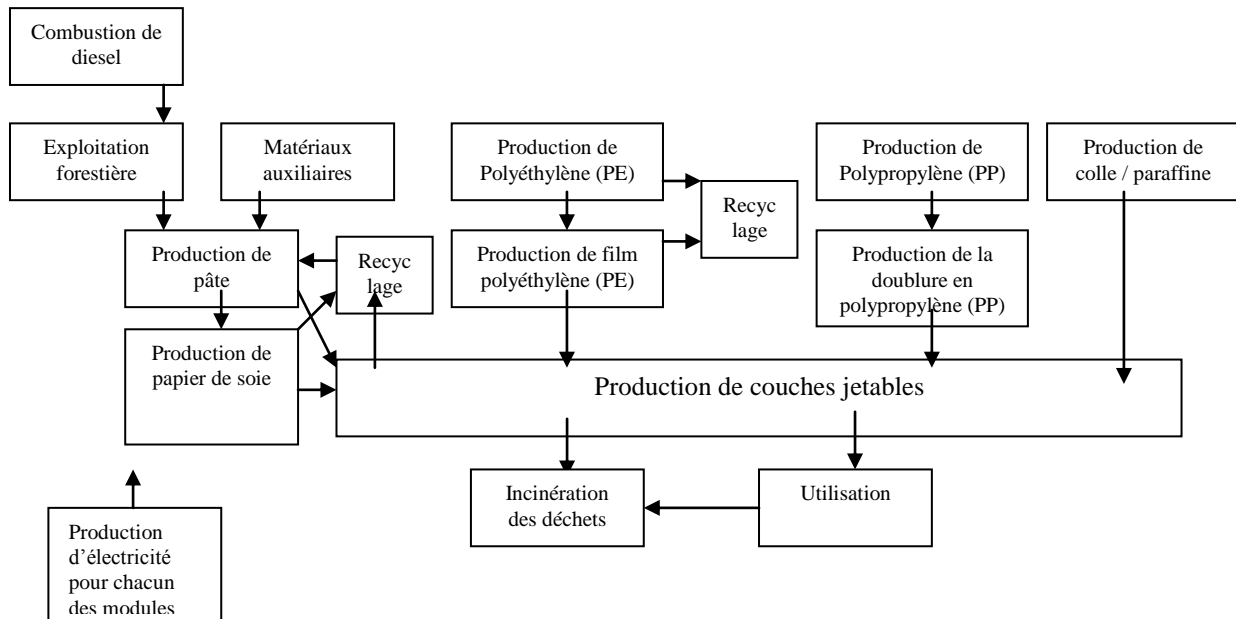 Combustion de
diesel
Exploitation
forestière
Matériaux
auxiliaires
Production de
Polyéthylène (PE)
Production de
Polypropylène (PP)
Production de
colle / paraffine
Recyc
lage
Production de
pâte
Recyc
lage
Production de film
polyéthylène (PE)
Production de la
doublure en
polypropylène (PP)
Production de
papier de soie
Production de couches jetables
Incinération
des déchets
Utilisation
Production
d’électricité
pour chacun
des modules